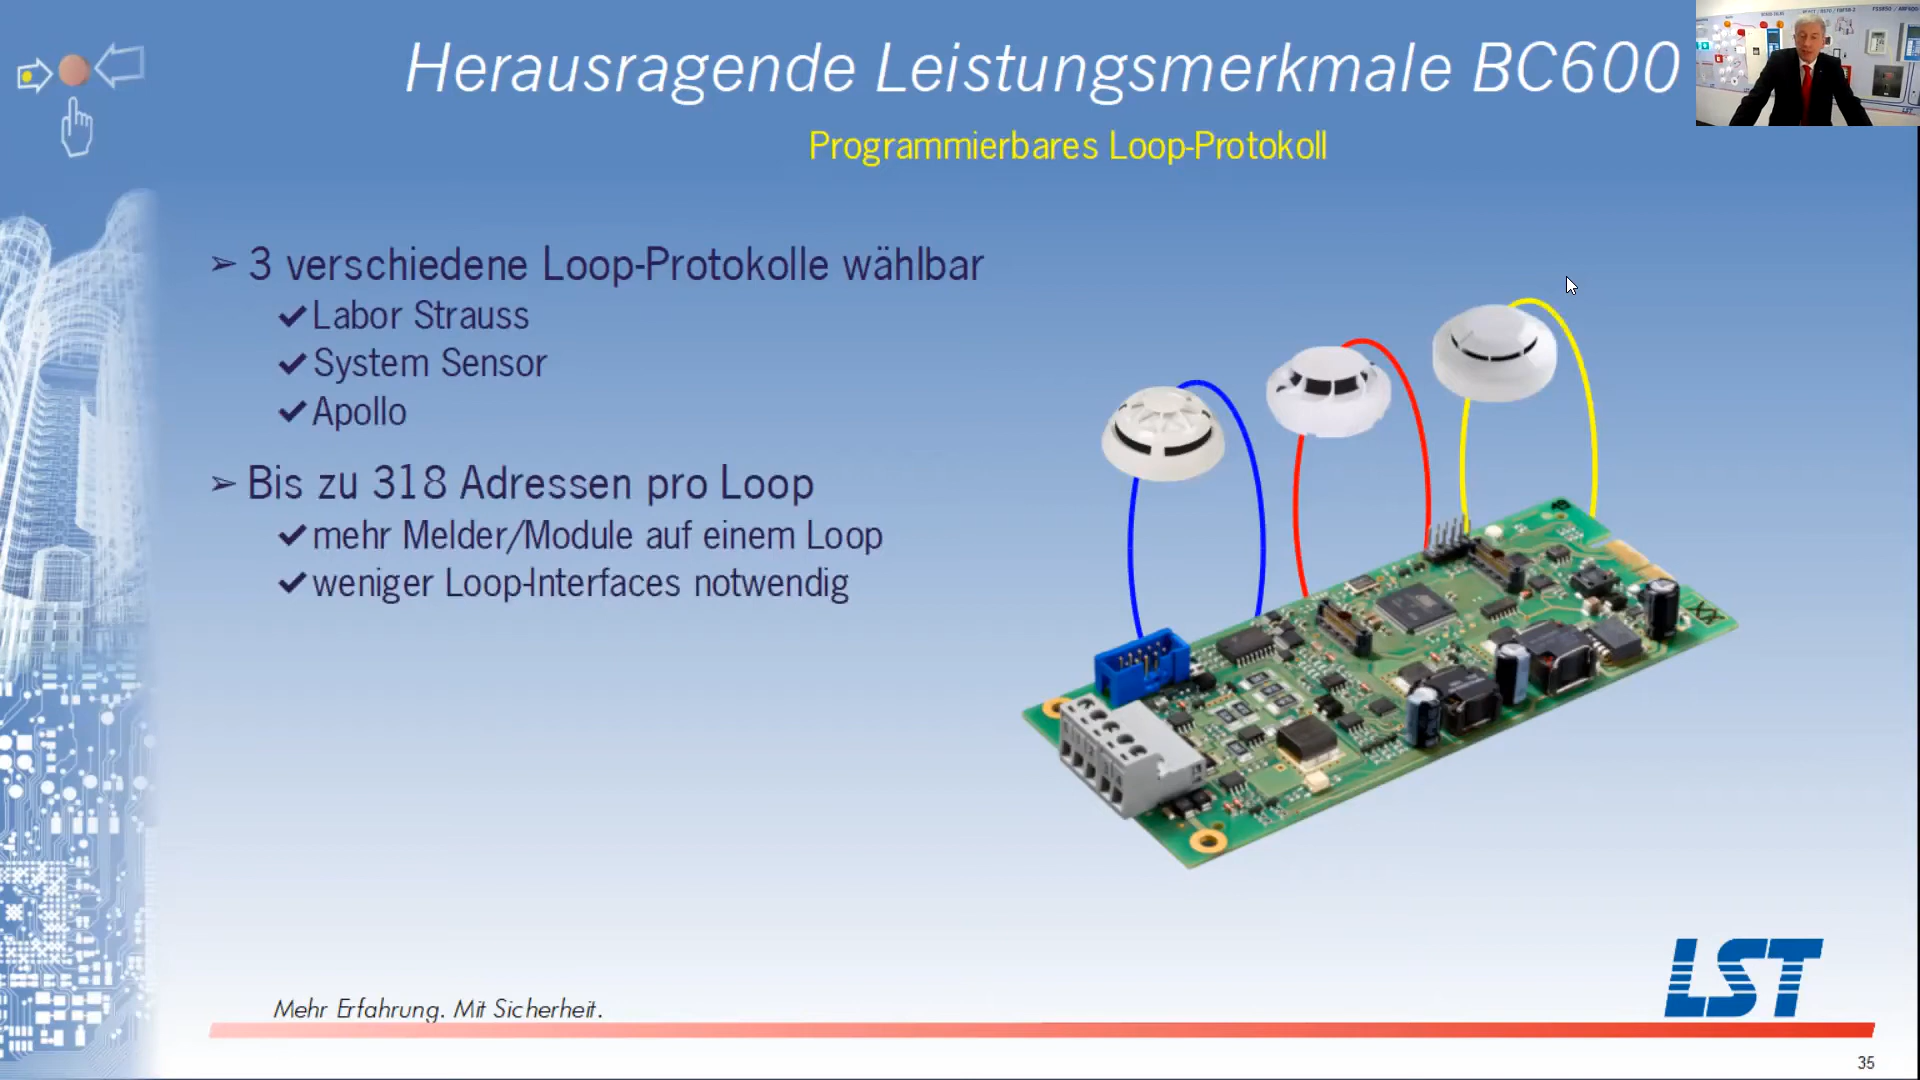 Herausragende Leistungsmerkmale BC600
Programmierbares Loop-Protokoll
➢ 3 verschiedene Loop-Protokolle wählbar
✔ Labor Strauss
✔ System Sensor
✔ Apollo
➢ Bis zu 318 Adressen pro Loop
✔ mehr Melder/Module auf einem Loop
✔ weniger Loop-Interfaces notwendig
XX
LST
Mehr Erfahrung. Mit Sicherheit.
35